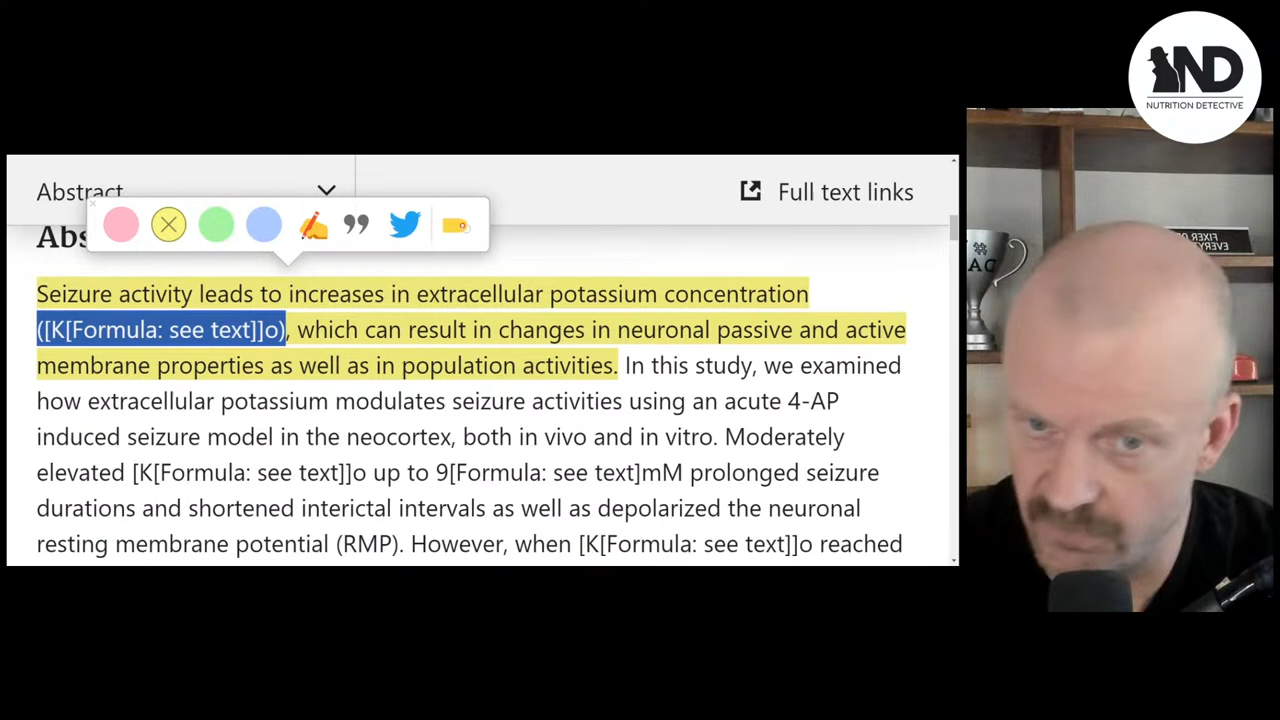 ND
NUTRITION DETECTIVE
Abstract
Full text links
Abs
Seizure activity leads to increases in extracellular potassium concentration
([K[Formula: see text]]o), which can result in changes in neuronal passive and active
membrane properties as well as in population activities. In this study, we examined
how extracellular potassium modulates seizure activities using an acute 4-AP
induced seizure model in the neocortex, both in vivo and in vitro. Moderately
elevated [K[Formula: see text]]o up to 9[Formula: see text]mM prolonged seizure
durations and shortened interictal intervals as well as depolarized the neuronal
resting membrane potential (RMP). However, when [K[Formula: see text]]o reached
FIXER OF
EVERY